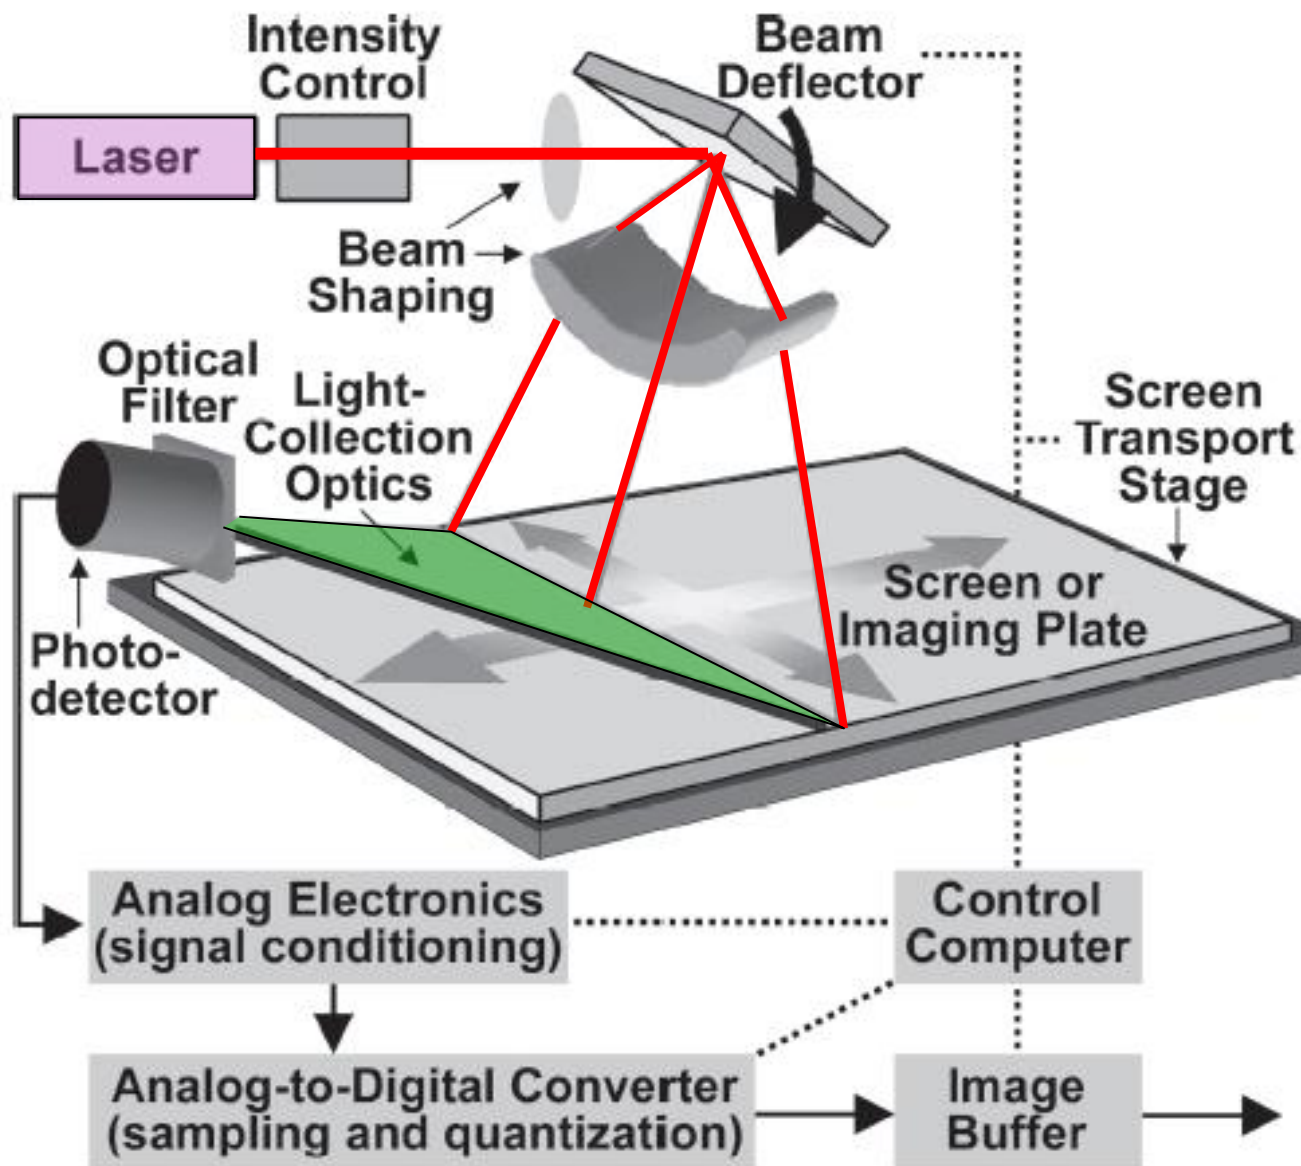 Intensity
Control
Beam
Deflector
Laser
Beam
Shaping
Optical
Filter
Light-
Collection
Optics
Screen
Transport
Stage
Screen or
Imaging Plate
Photo-
detector
Analog Electronics
(signal conditioning)
Control
Computer
Analog-to-Digital Converter
(sampling and quantization)
Image
Buffer